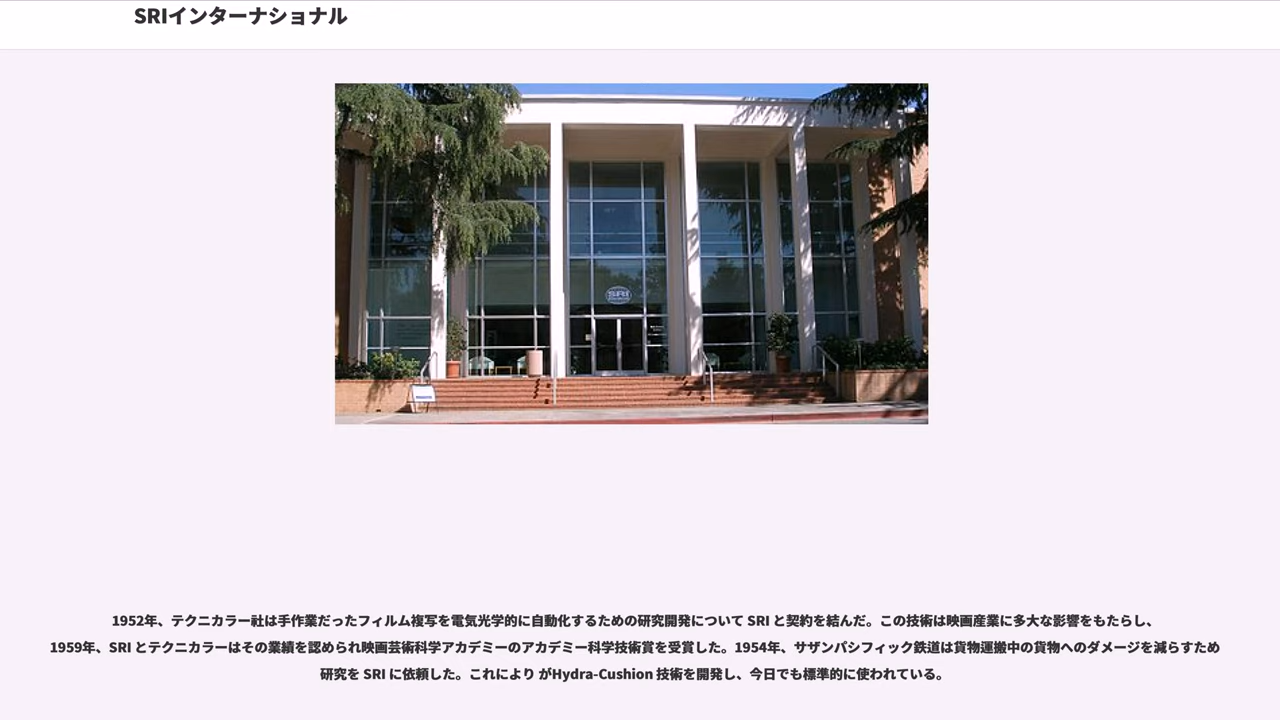 SRIインターナショナル
SRI
1952年、テクニカラー社は手作業だったフィルム複写を電気光学的に自動化するための研究開発について SRI と契約を結んだ。この技術は映画産業に多大な影響をもたらし、
1959年、SRI とテクニカラーはその業績を認められ映画芸術科学アカデミーのアカデミー科学技術賞を受賞した。1954年、サザンパシフィック鉄道は貨物運搬中の貨物へのダメージを減らすため
研究を SRI に依頼した。これにより がHydra-Cushion 技術を開発し、今日でも標準的に使われている。